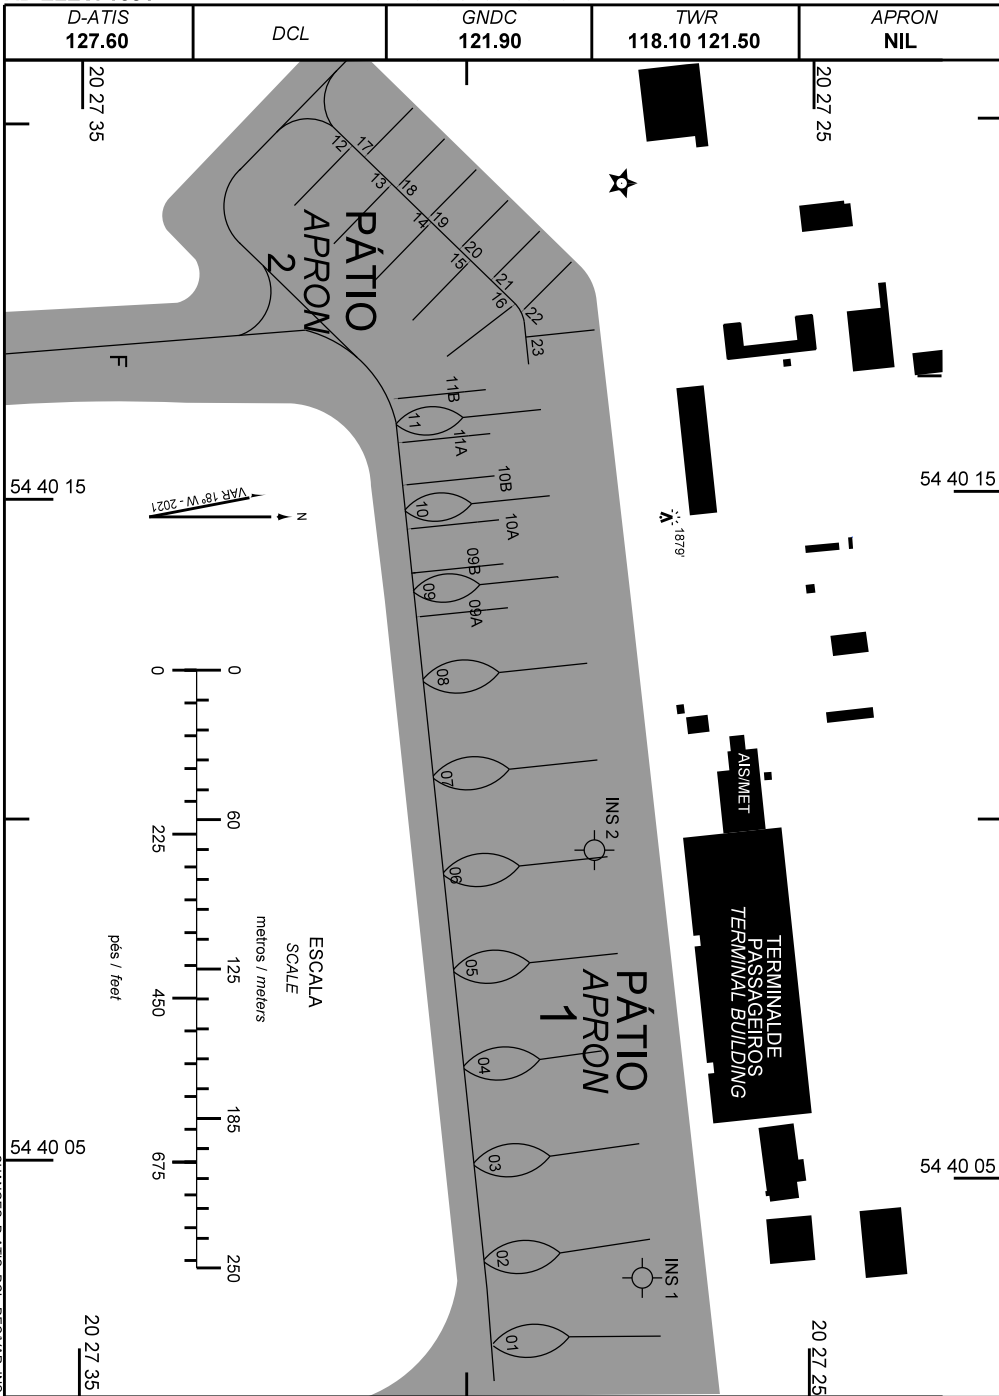 D-ATIS
127.60
DCL
GNDC
121.90
TWR
118.10 121.50
APRON
NIL
20 27 35
20 27 25
12
17
13
18
14
19
15
20
16
21
22
23
PÁTIO
APRON
2
F
11B
11
11A
10B
10
10A
09B
09
09A
08
07
06
05
04
03
02
01
54 40 15
54 40 15
VAR 18° W - 2021
N
1879'
AIS/MET
INS 2
TERMINALDE
PASSAGEIROS
TERMINAL BUILDING
PÁTIO
APRON
1
INS 1
ESCALA
SCALE
metros / meters
0
60
125
185
250
0
225
450
675
pés / feet
54 40 05
54 40 05
20 27 35
20 27 25